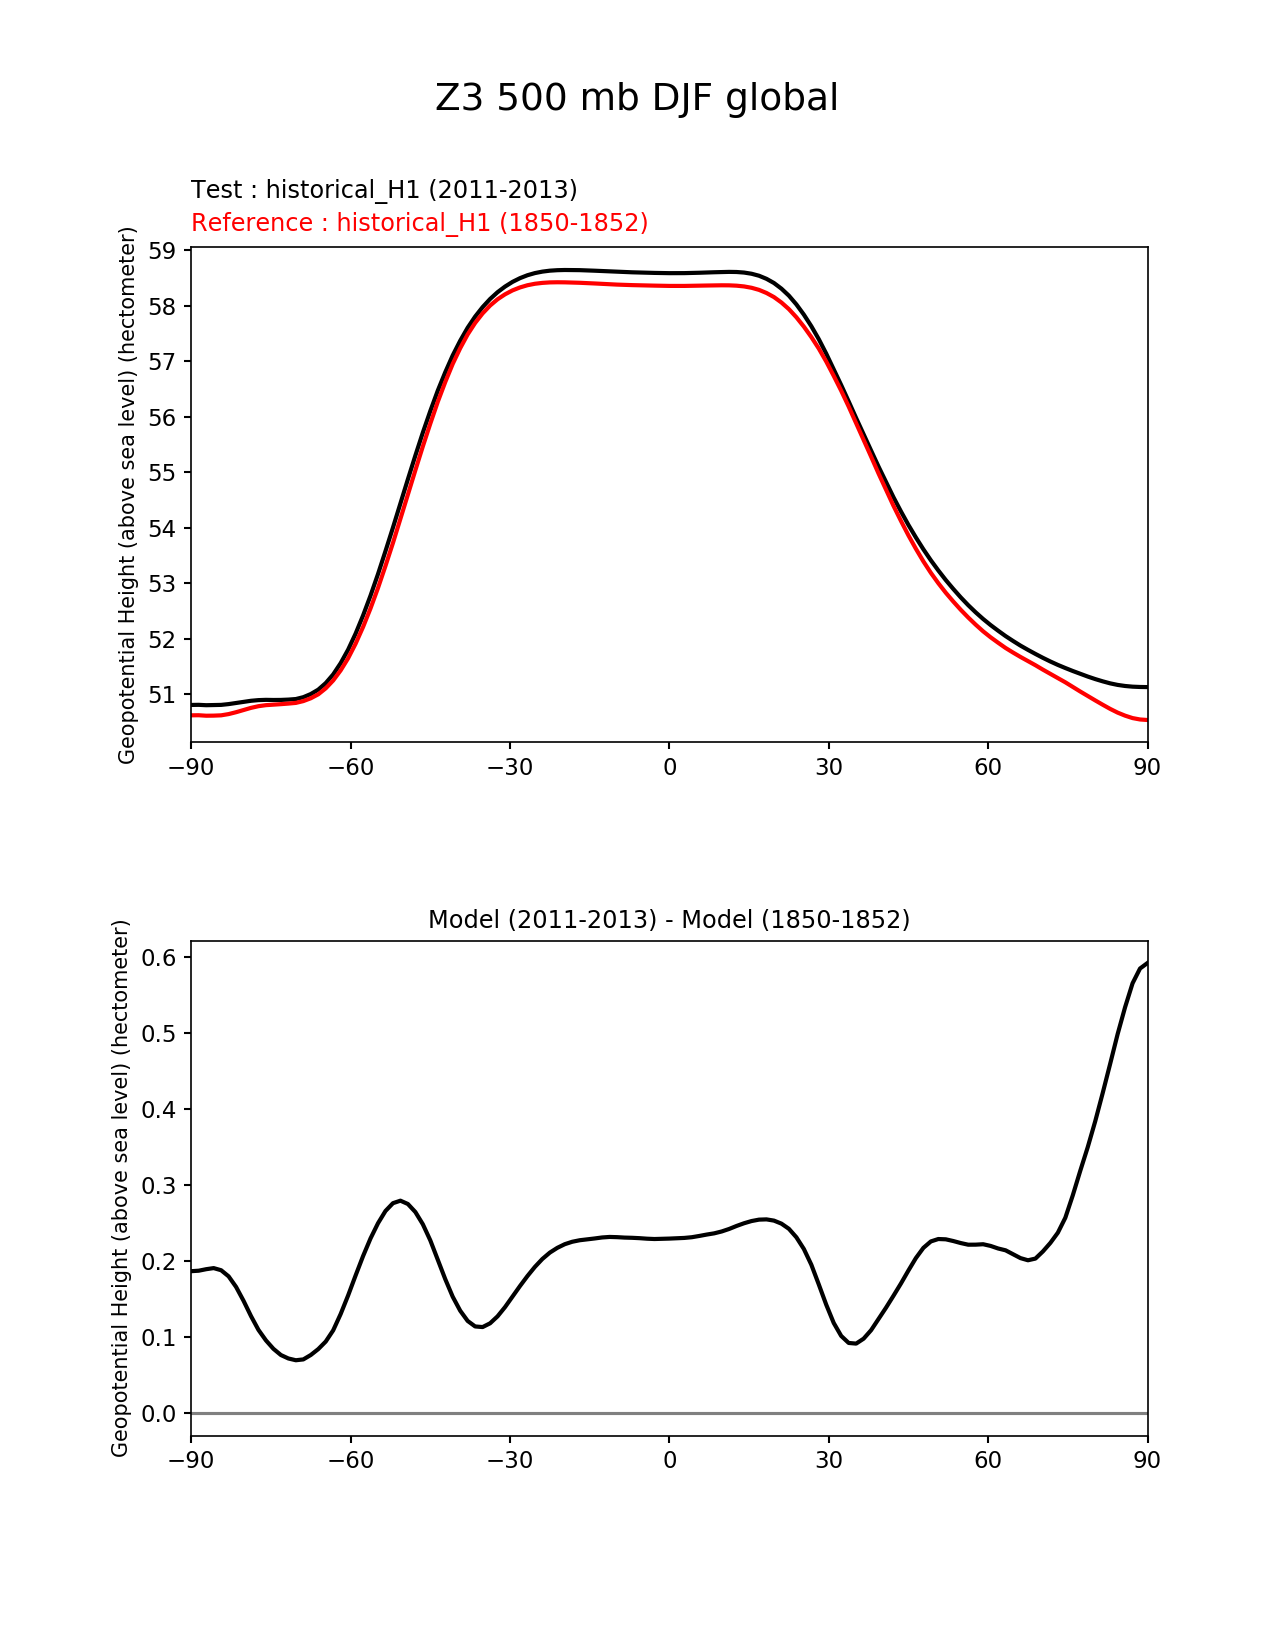 Z3 500 mb DJF global
Test : historical_H1 (2011-2013)
Reference : historical_H1 (1850-1852)
Geopotential Height (above sea level) (hectometer)
59
58
57
56
55
54
53
52
51
−90 −60 −30 0 30 60 90
Model (2011-2013) - Model (1850-1852)
Geopotential Height (above sea level) (hectometer)
0.6
0.5
0.4
0.3
0.2
0.1
0.0
−90 −60 −30 0 30 60 90